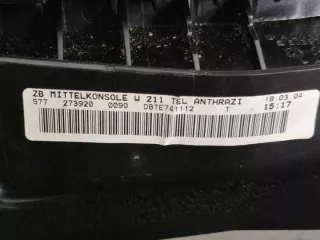 ZB MITTELKONSOLE W 211 TEL ANTHRAZI 18.03.04
577 273920 0090 DBTE741112 T 15:17